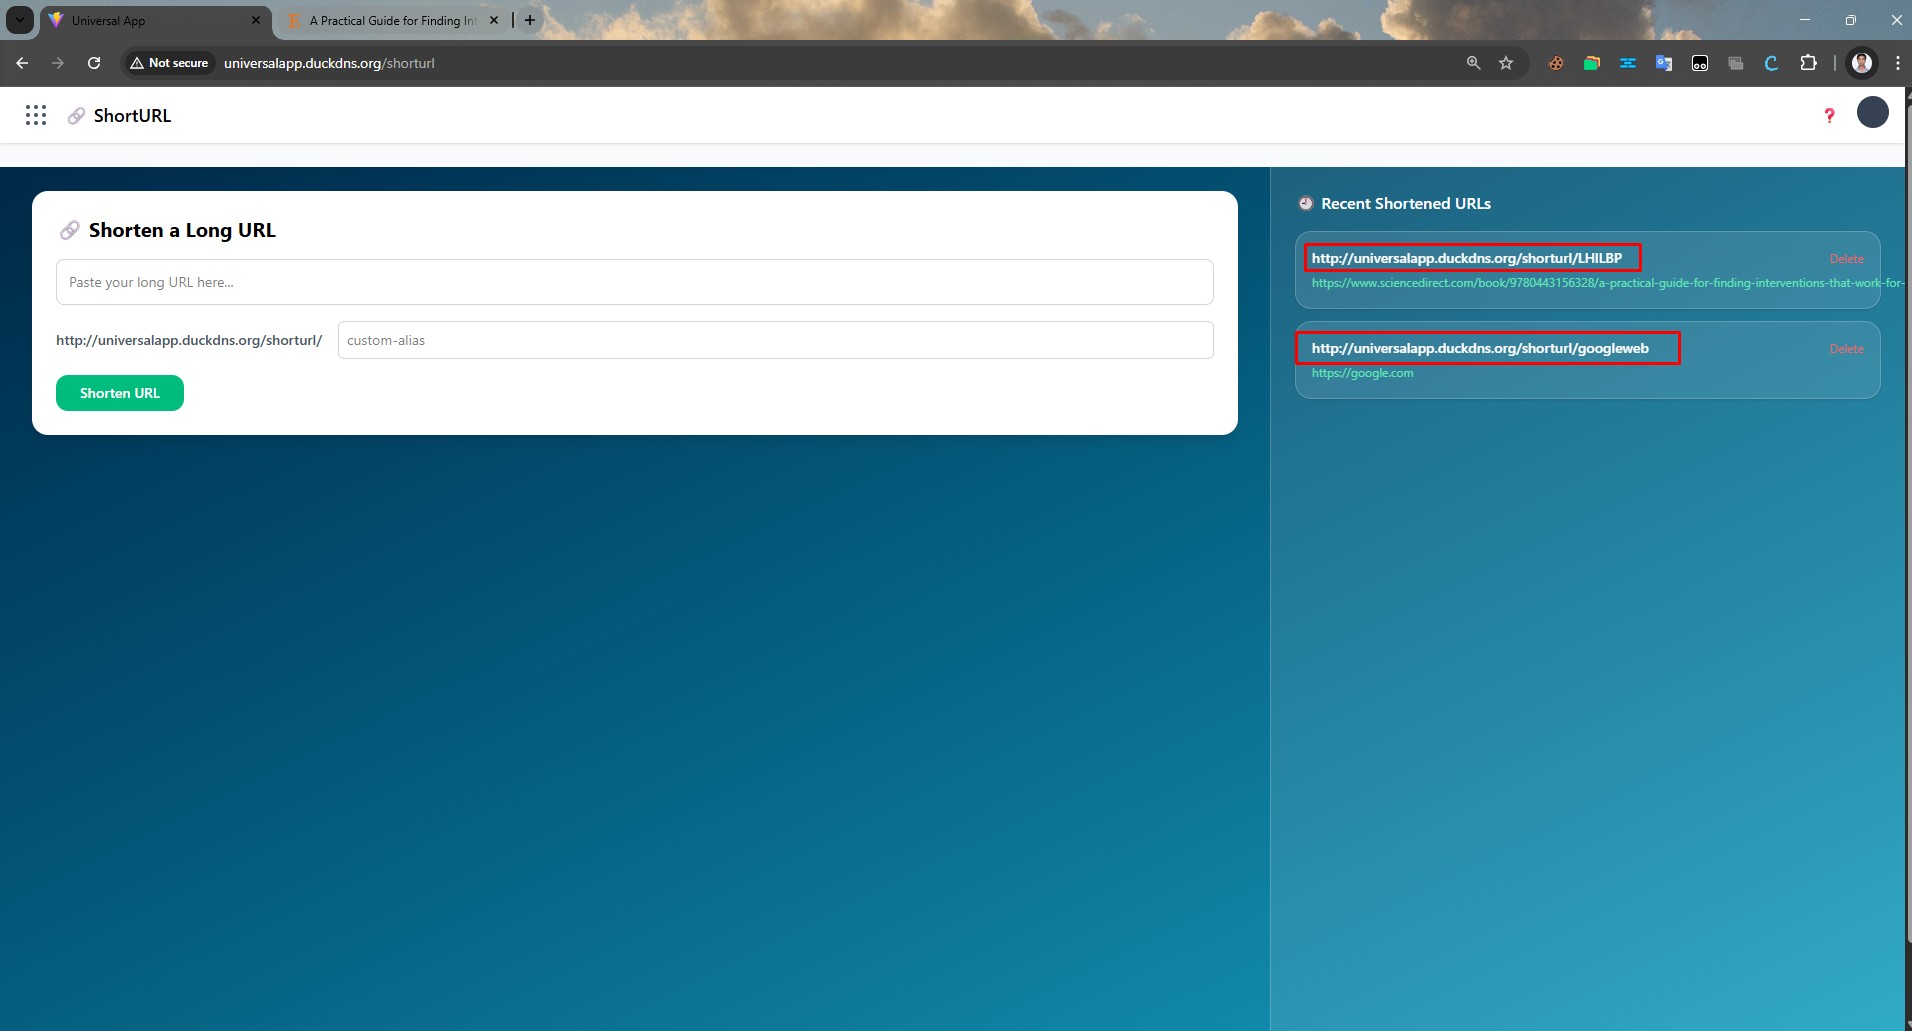 Universal App
A Practical Guide for Finding Int
Not secure
universalapp.duckdns.org/shorturl
ShortURL
Shorten a Long URL
Paste your long URL here...
http://universalapp.duckdns.org/shorturl/
custom-alias
Shorten URL
Recent Shortened URLs
http://universalapp.duckdns.org/shorturl/LHILBP
Delete
https://www.sciencedirect.com/book/9780443156328/a-practical-guide-for-finding-interventions-that-work-for-
http://universalapp.duckdns.org/shorturl/googleweb
Delete
https://google.com